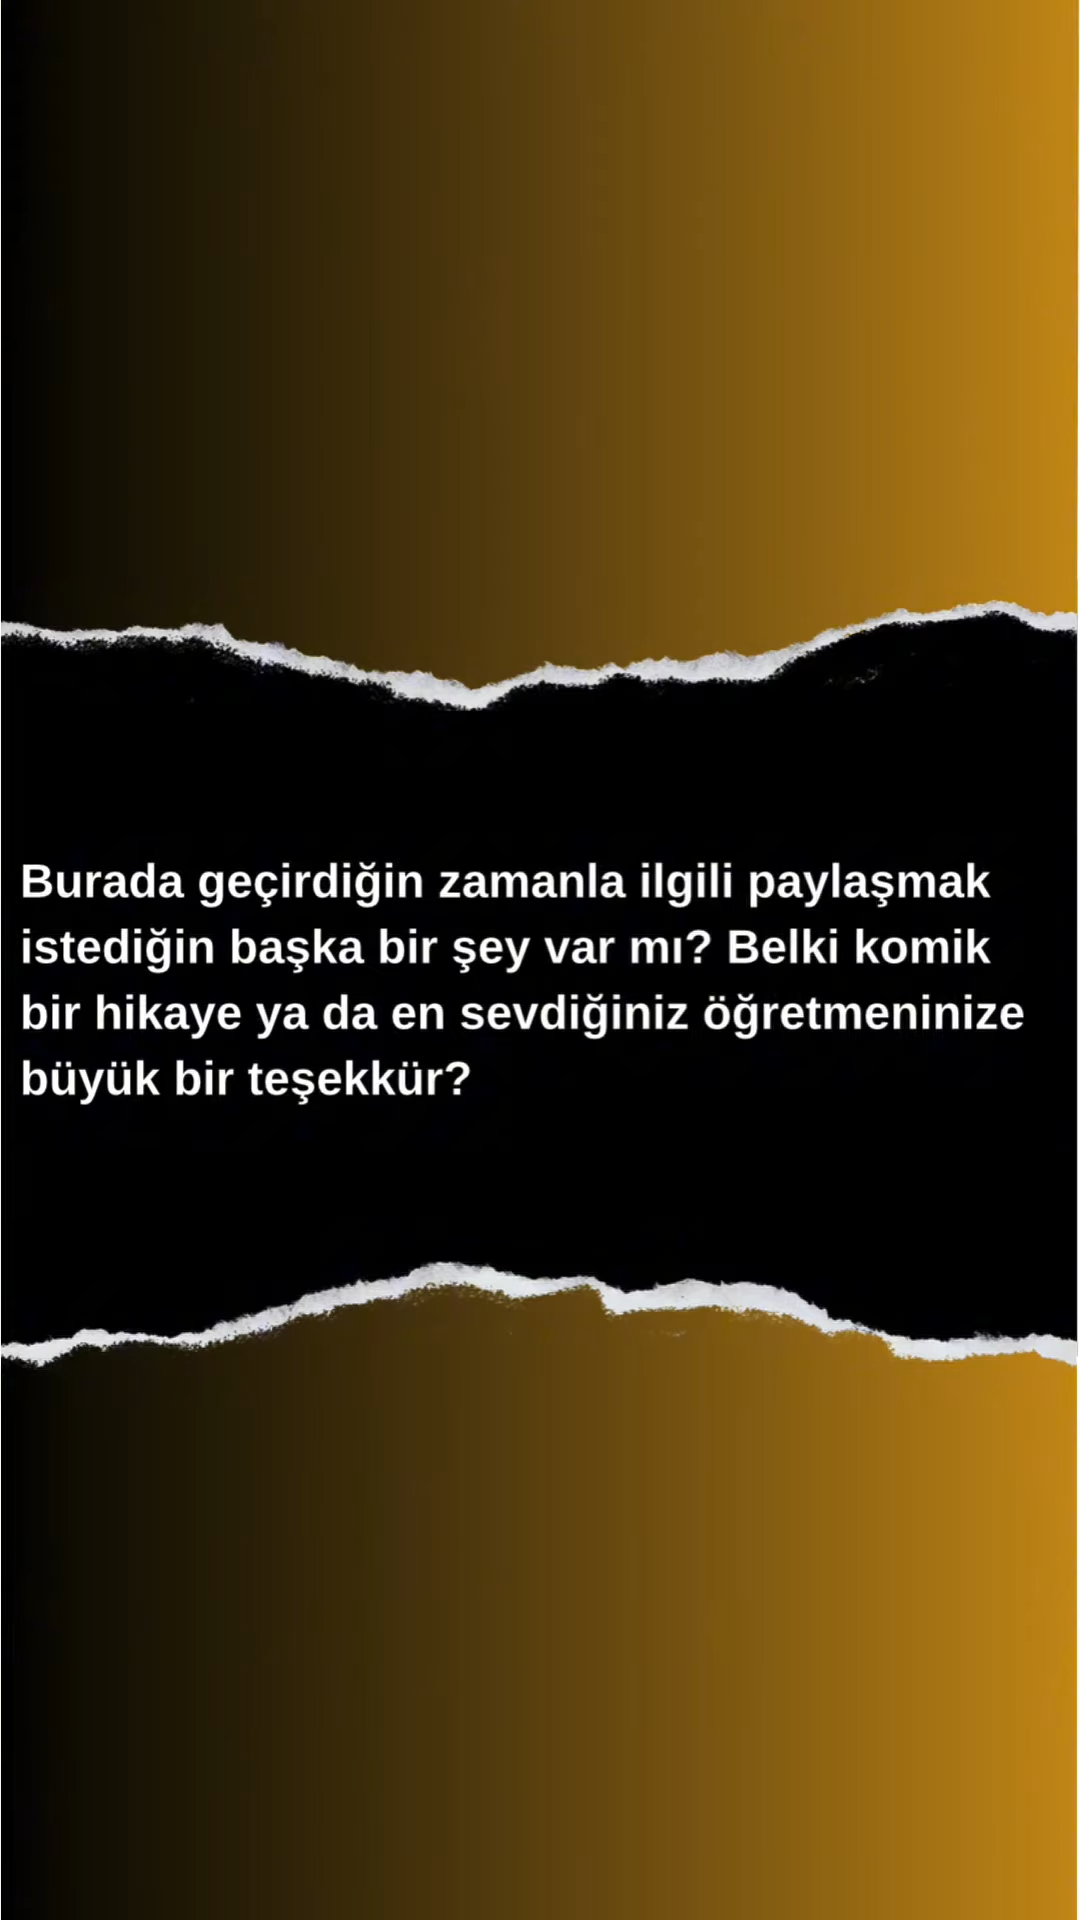 Burada geçirdiğin zamanla ilgili paylaşmak
istediğin başka bir şey var mı? Belki komik
bir hikaye ya da en sevdiğiniz öğretmeninize
büyük bir teşekkür?